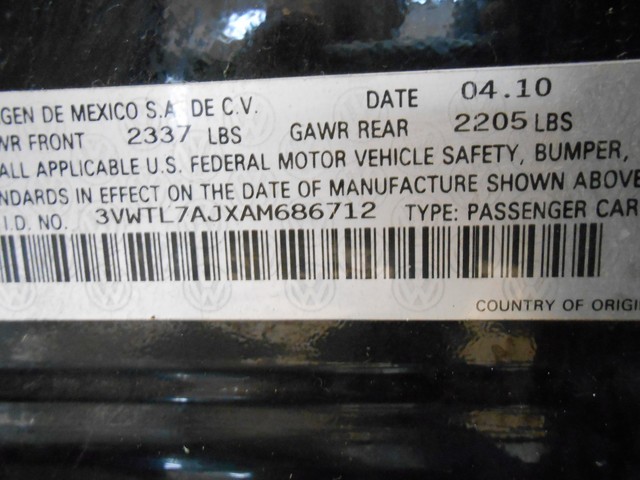 GEN DE MEXICO S.A. DE C.V. DATE 04.10
WR FRONT 2337 LBS GAWR REAR 2205 LBS
ALL APPLICABLE U.S. FEDERAL MOTOR VEHICLE SAFETY, BUMPER,
ANDARDS IN EFFECT ON THE DATE OF MANUFACTURE SHOWN ABOVE
I.D. NO. 3VWTL7AJXAM686712 TYPE: PASSENGER CAR
COUNTRY OF ORIGI